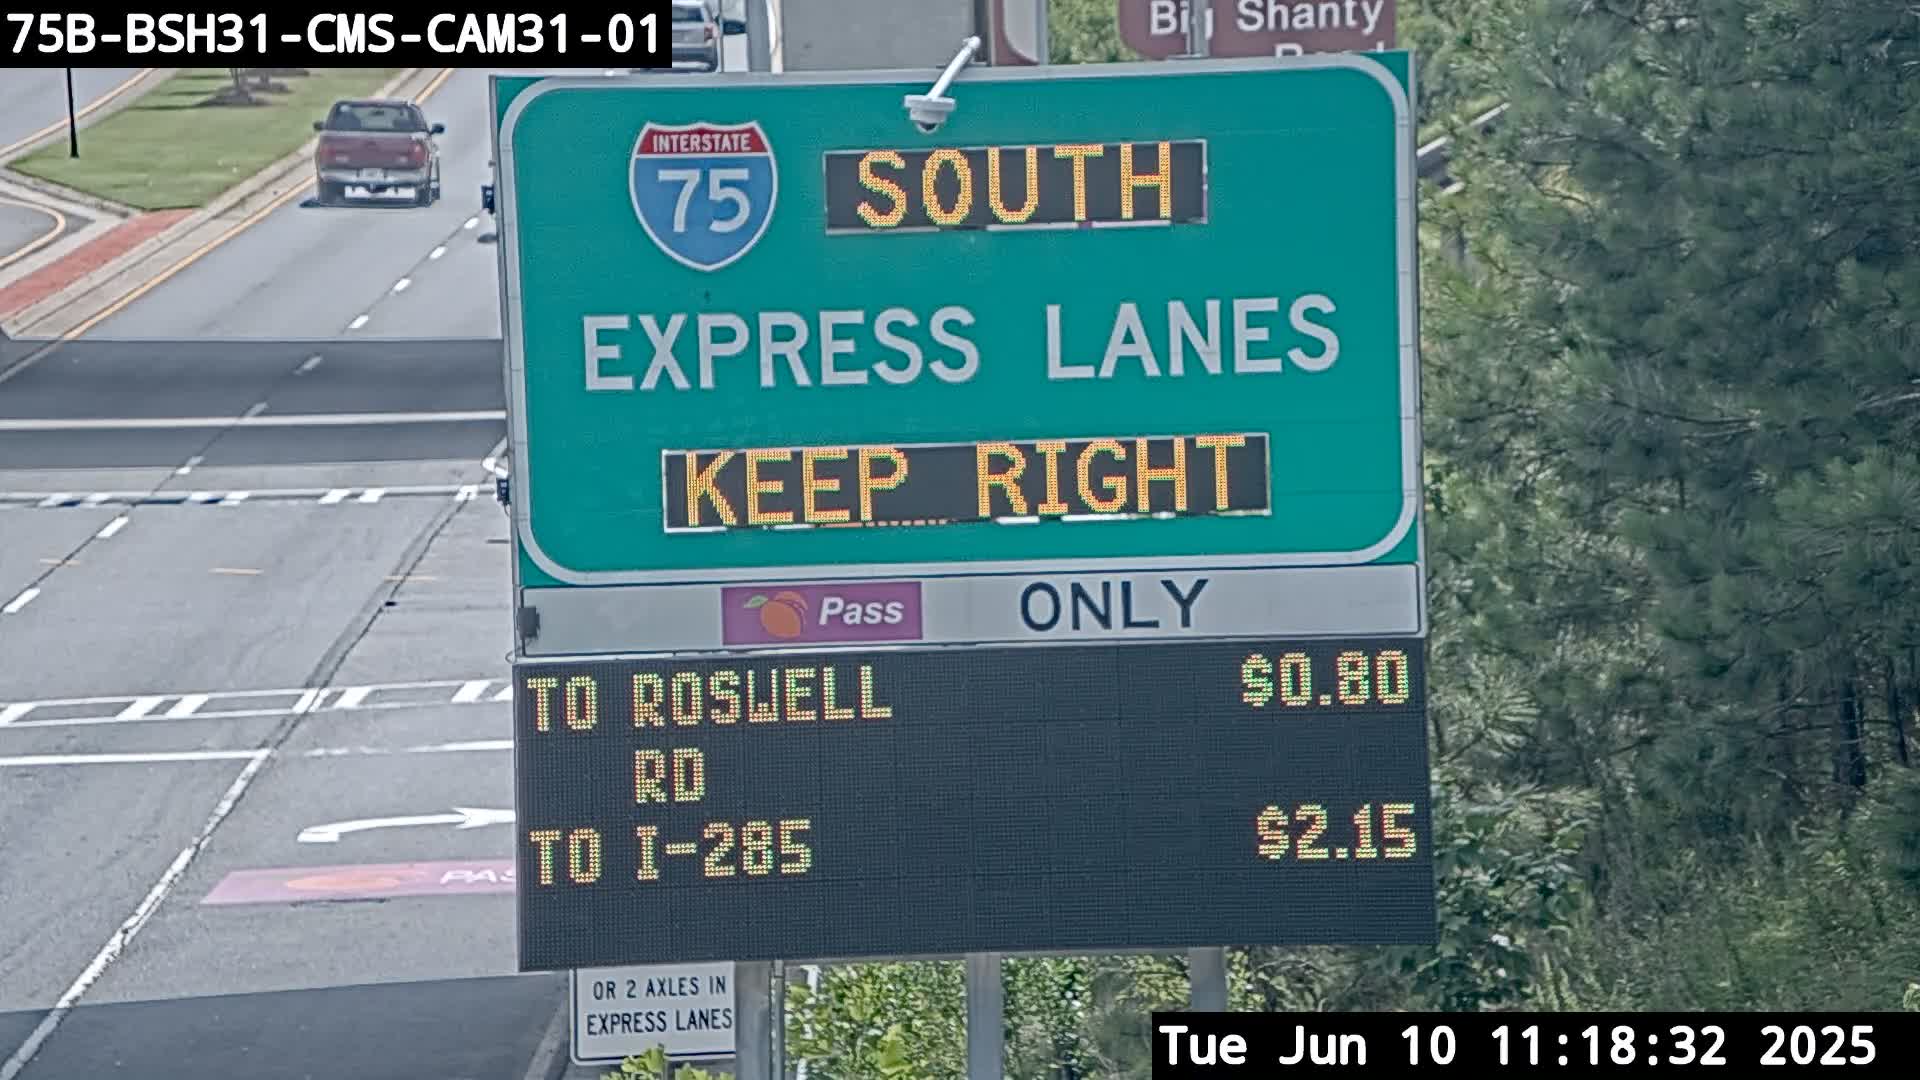 75B-BSH31-CMS-CAM31-01
Big Shanty
Road
INTERSTATE
75
SOUTH
EXPRESS LANES
KEEP RIGHT
Pass
ONLY
TO ROSWELL $0.80
RD
TO I-285 $2.15
OR 2 AXLES IN
EXPRESS LANES
Tue Jun 10 11:18:32 2025